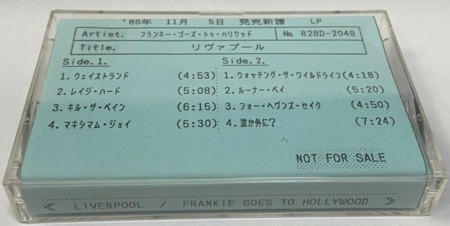 '86年 11月 5日 発売新譜 LP
Artist. フランキー・ゴーズ・トゥ・ハリウッド № R28D-2049
Title. リヴァプール
Side.1.
1. ウェイストランド (4:53)
2. レイジ・ハード (5:08)
3. キル・ザ・ペイン (6:15)
4. マキシマム・ジョイ (5:30)
Side.2.
1. ウォッチング・ザ・ワイルドライフ(4:18)
2. ルーナー・ベイ (5:20)
3. フォー・ヘヴンズ・セイク (4:50)
4. 誰か外に? (7:24)
NOT FOR SALE
≪ LIVERPOOL / FRANKIE GOES TO HOLLYWOOD ≫